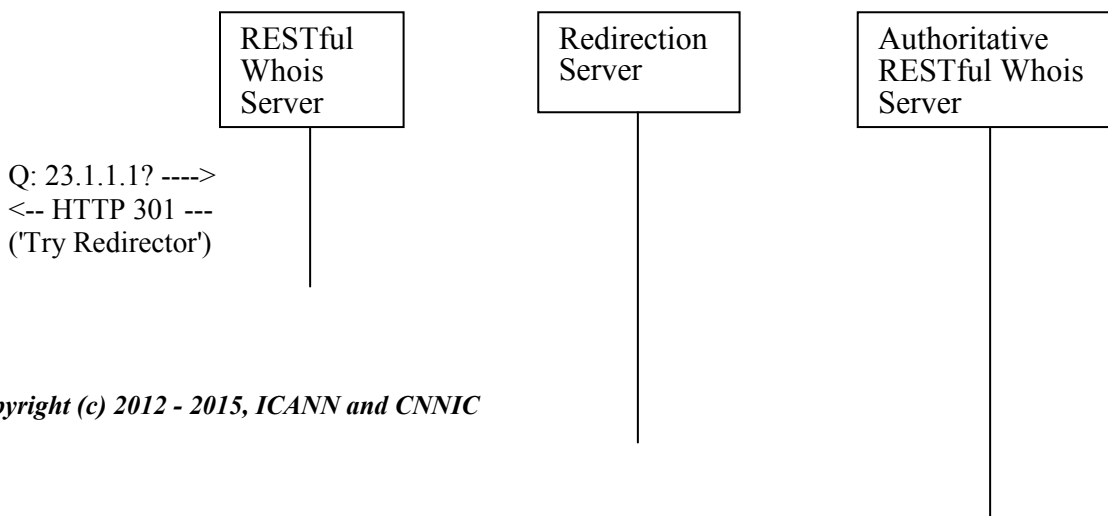 RESTful
Whois
Server
Redirection
Server
Authoritative
RESTful Whois
Server
Q: 23.1.1.1? ---->
<-- HTTP 301 ---
('Try Redirector')
pyright (c) 2012 - 2015, ICANN and CNNIC